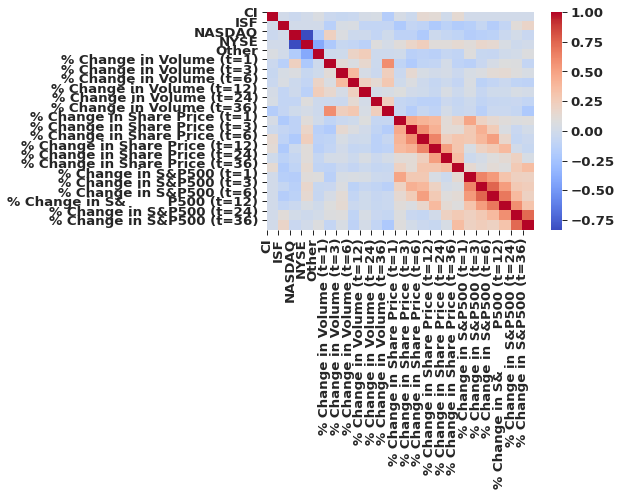 CI
ISF
NASDAQ
NYSE
Other
% Change in Volume (t=1)
% Change in Volume (t=3)
% Change in Volume (t=6)
% Change in Volume (t=12)
% Change in Volume (t=24)
% Change in Volume (t=36)
% Change in Share Price (t=1)
% Change in Share Price (t=3)
% Change in Share Price (t=6)
% Change in Share Price (t=12)
% Change in Share Price (t=24)
% Change in Share Price (t=36)
% Change in S&P500 (t=1)
% Change in S&P500 (t=3)
% Change in S&P500 (t=6)
% Change in S& P500 (t=12)
% Change in S&P500 (t=24)
% Change in S&P500 (t=36)
CI
ISF
NASDAQ
NYSE
Other
% Change in Volume (t=1)
% Change in Volume (t=3)
% Change in Volume (t=6)
% Change in Volume (t=12)
% Change in Volume (t=24)
% Change in Volume (t=36)
% Change in Share Price (t=1)
% Change in Share Price (t=3)
% Change in Share Price (t=6)
% Change in Share Price (t=12)
% Change in Share Price (t=24)
% Change in Share Price (t=36)
% Change in S&P500 (t=1)
% Change in S&P500 (t=3)
% Change in S&P500 (t=6)
% Change in S& P500 (t=12)
% Change in S&P500 (t=24)
% Change in S&P500 (t=36)
1.00
0.75
0.50
0.25
0.00
−0.25
−0.50
−0.75